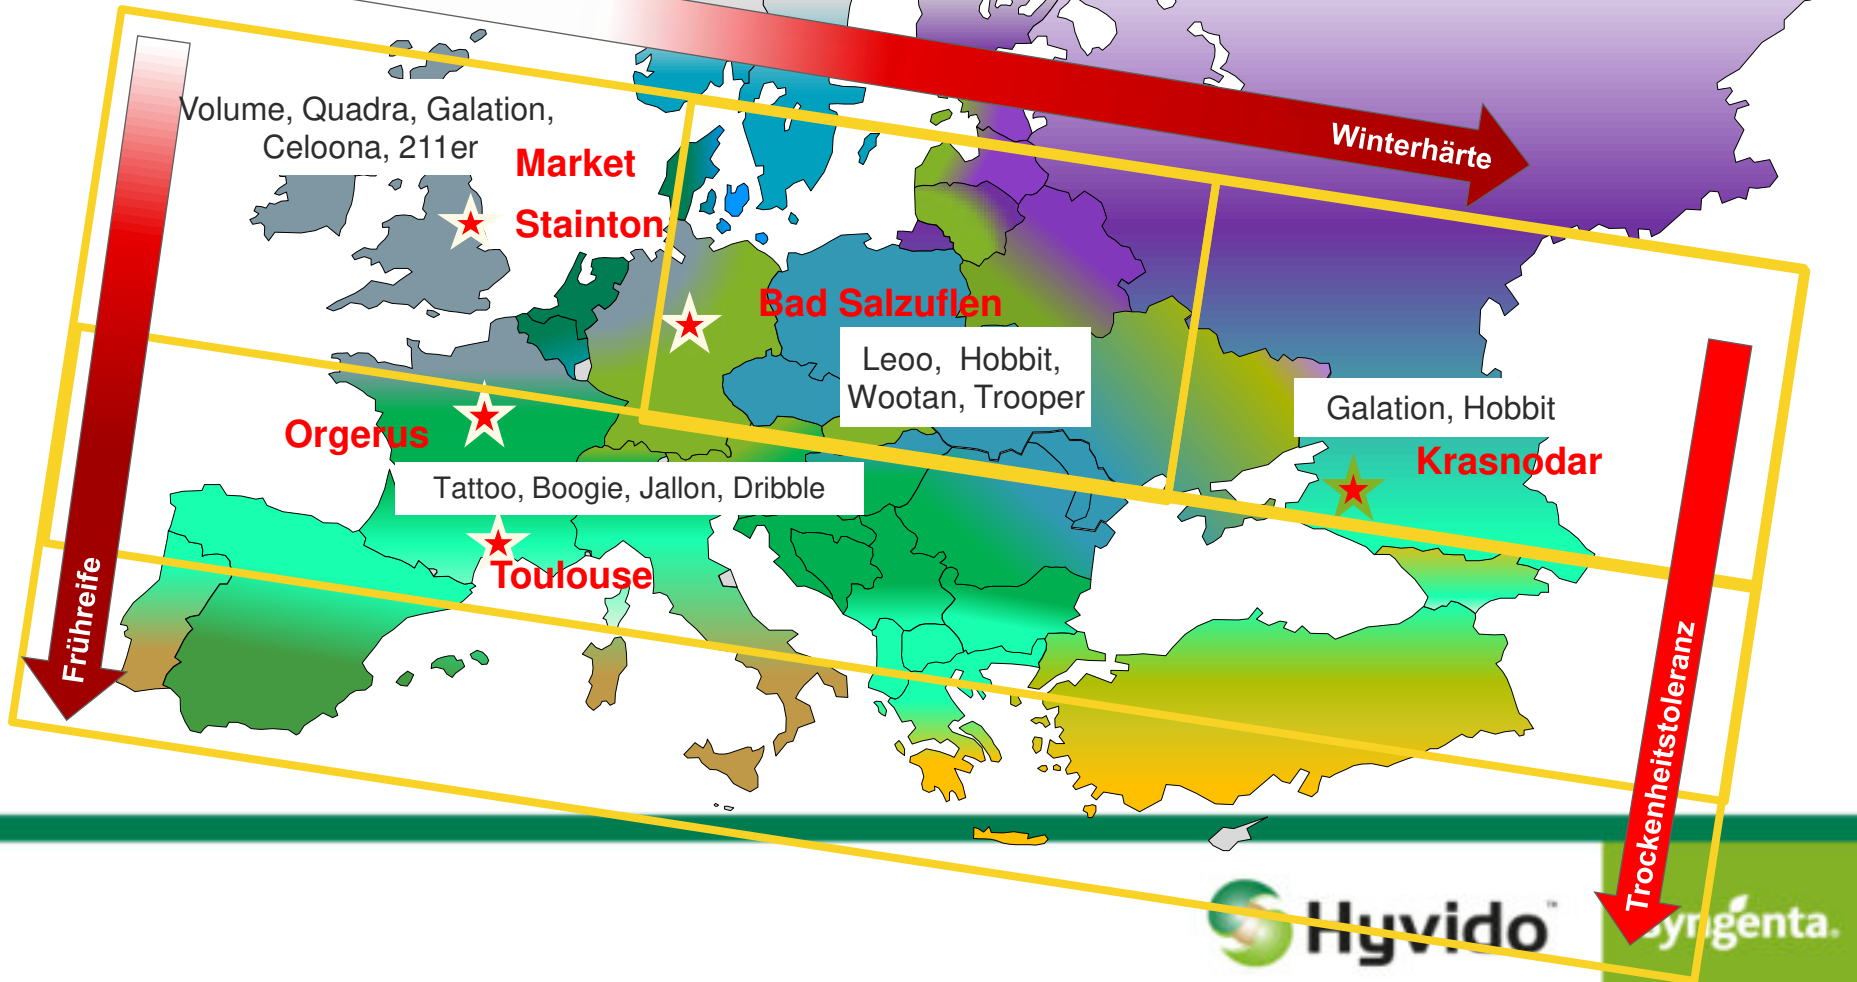 Winterhärte
Volume, Quadra, Galation,
Celoona, 211er
Market
Stainton
Bad Salzuflen
Leoo, Hobbit,
Wootan, Trooper
Galation, Hobbit
Krasnodar
Orgerus
Tattoo, Boogie, Jallon, Dribble
Toulouse
Frühreife
Trockenheitstoleranz
Hyvido™
syngenta.